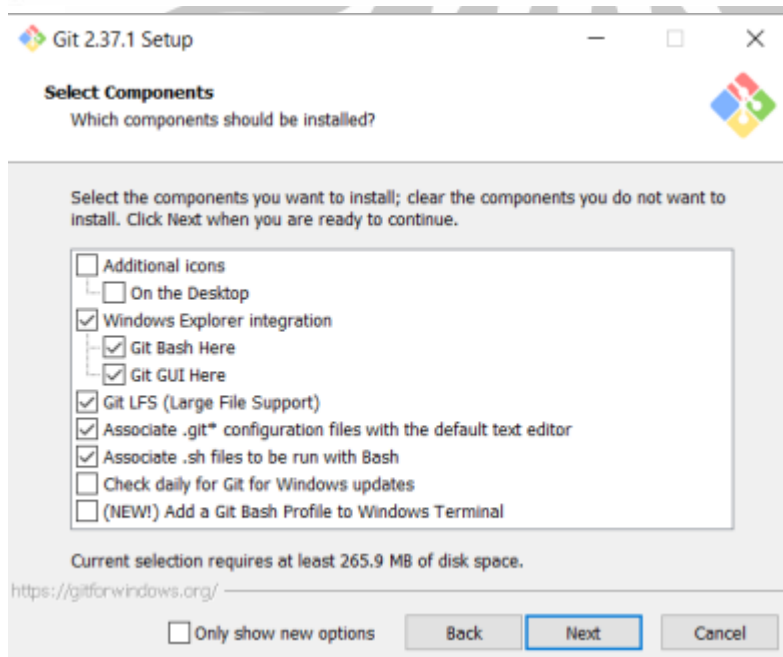 Git 2.37.1 Setup
Select Components
Which components should be installed?
Select the components you want to install; clear the components you do not want to
install. Click Next when you are ready to continue.
Additional icons
On the Desktop
Windows Explorer integration
Git Bash Here
Git GUI Here
Git LFS (Large File Support)
Associate .git* configuration files with the default text editor
Associate .sh files to be run with Bash
Check daily for Git for Windows updates
(NEW!) Add a Git Bash Profile to Windows Terminal
Current selection requires at least 265.9 MB of disk space.
https://gitforwindows.org/
Only show new options Back Next Cancel